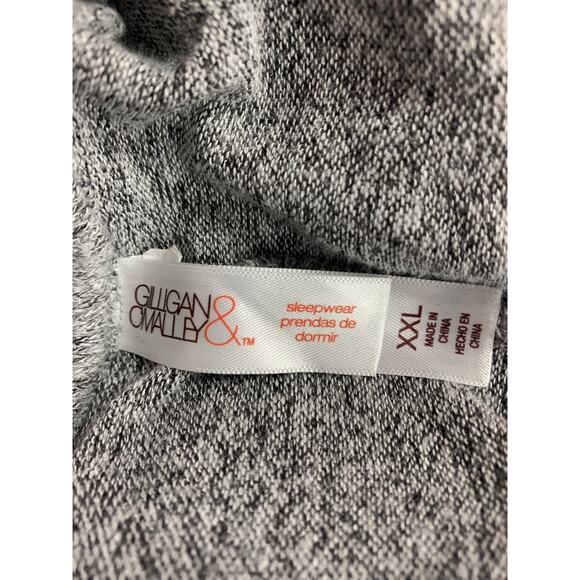 GILLIGAN &
O'MALLEY ™
sleepwear
prendas de
dormir
XXL
MADE IN
CHINA
HECHO EN
CHINA